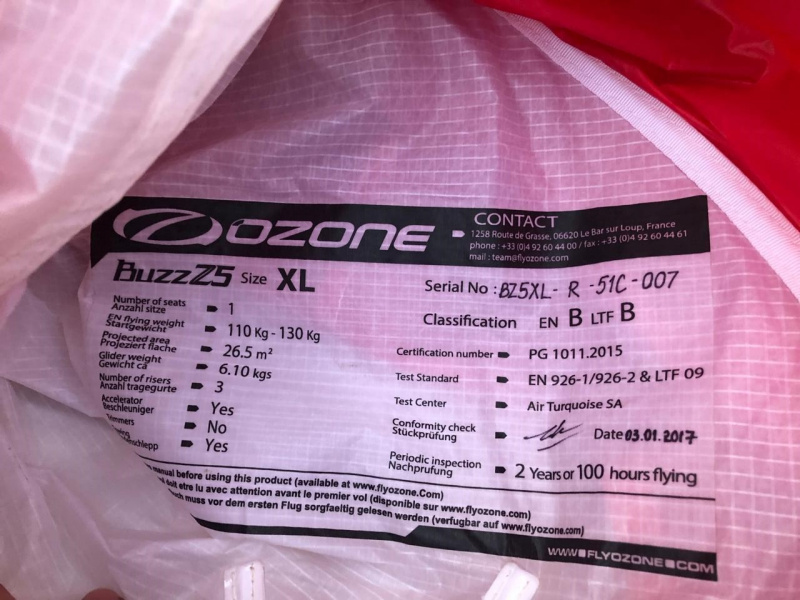 OZONE
CONTACT
1258 Route de Grasse, 06620 Le Bar sur Loup, France
phone : +33 (0)4 92 60 44 00 / fax : +33 (0)4 92 60 44 61
mail : team@flyozone.com
BuzzZ5 Size XL
Serial No : BZ5XL- R -51C -007
Classification EN B LTF B
Number of seats
Anzahl sitze
1
EN flying weight
Startgewicht
110 Kg - 130 Kg
Projected area
Projeziert flache
26.5 m²
Glider weight
Gewicht ca
6.10 kgs
Number of risers
Anzahl tragegurte
3
Accelerator
Beschleuniger
Yes
No
Yes
Certification number PG 1011.2015
Test Standard EN 926-1/926-2 & LTF 09
Test Center Air Turquoise SA
Conformity check
Stückprüfung
Date 03.01.2017
Periodic inspection
Nachprufung
2 Years or 100 hours flying
manual before using this product (available at www.flyozone.Com)
doit etre lu avec attention avant le premier vol (disponible sur www.flyozone.com)
muss vor dem ersten Flug sorgfaeltig gelesen werden (verfugbar auf www.flyozone.com)
WWW■FLYOZONE■COM